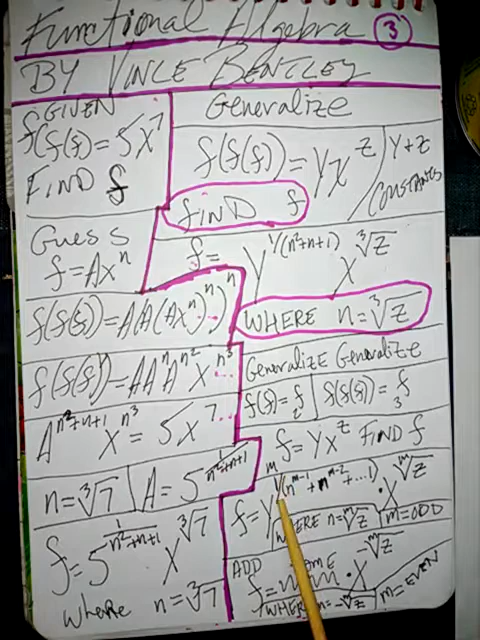 Functional Algebra ③
BY VINCE BENTLEY
GIVEN
f(f(f)) = 5X^7
FIND f
Guess
f = AX^n
f(f(f)) = A(A(AX^n)^n)^n
f(f(f)) = AA^nA^n² X^n³
A^(n²+n+1) X^n³ = 5X^7
n = ∛7 | A = 5^(1/(n²+n+1))
f = 5^(1/(n²+n+1)) X^∛7
where n = ∛7
Generalize
f(f(f)) = YX^Z / Y+Z
CONSTANTS
FIND f
f = Y^(1/(n²+n+1)) X^∛Z
WHERE n = ∛Z
Generalize Generalize
f(f) = f₂ | f(f(f)) = f₃
f_m = YX^Z FIND f
f = Y^(1/(n^(m-1) + n^(m-2) + ...1)) · X^(ᵐ√Z)
WHERE n = ᵐ√Z | m = ODD
ADD
f = SAME · X^(-ᵐ√Z)
WHERE n = -ᵐ√Z | m = EVEN